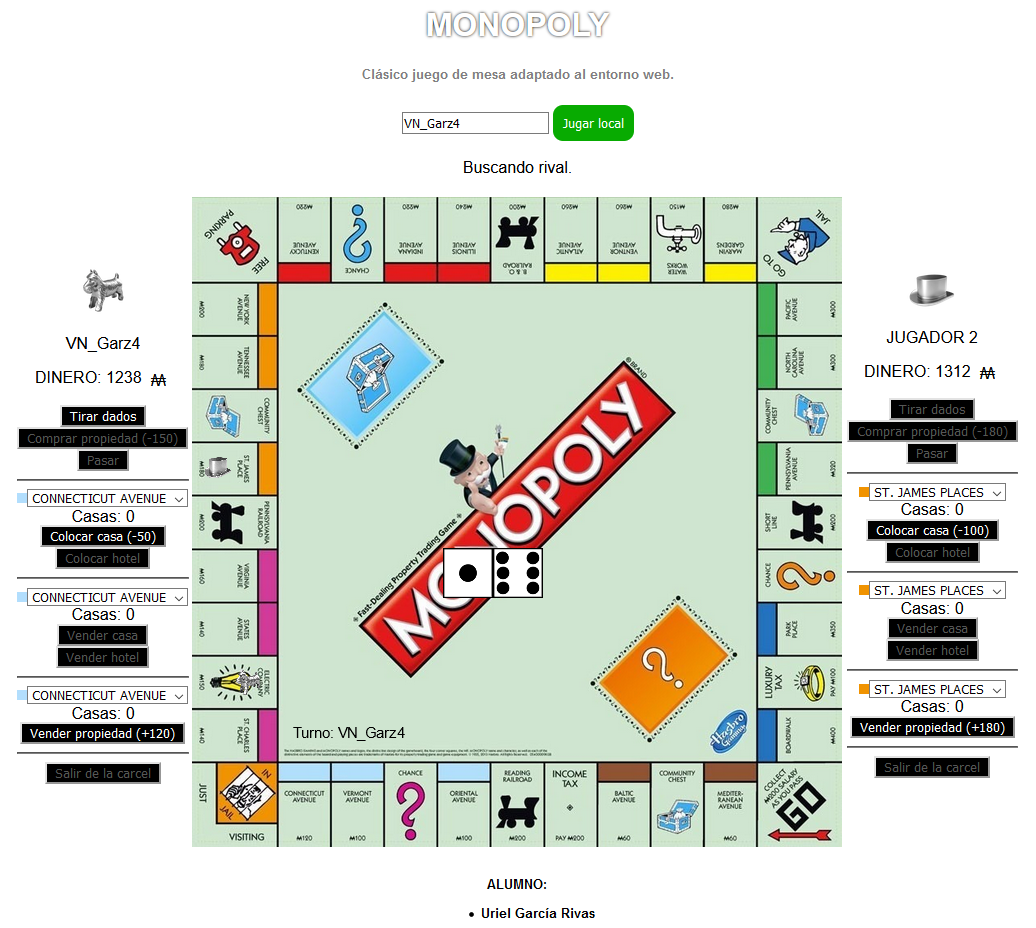 MONOPOLY
Clásico juego de mesa adaptado al entorno web.
VN_Garz4
Jugar local
Buscando rival.
VN_Garz4
DINERO: 1238
Tirar dados
Comprar propiedad (-150)
Pasar
CONNECTICUT AVENUE
Casas: 0
Colocar casa (-50)
Colocar hotel
CONNECTICUT AVENUE
Casas: 0
Vender casa
Vender hotel
CONNECTICUT AVENUE
Casas: 0
Vender propiedad (+120)
Salir de la carcel
FREE
PARKING
₩220
KENTUCKY
AVENUE
CHANCE
₩220
INDIANA
AVENUE
₩240
ILLINOIS
AVENUE
₩200
B. & O.
RAILROAD
₩260
ATLANTIC
AVENUE
₩260
VENTNOR
AVENUE
₩150
WATER
WORKS
₩280
MARVIN
GARDENS
GO TO
JAIL
NEW YORK
AVENUE
₩200
TENNESSEE
AVENUE
₩180
COMMUNITY
CHEST
ST. JAMES
PLACE
₩180
PENNSYLVANIA
RAILROAD
₩200
VIRGINIA
AVENUE
₩160
STATES
AVENUE
₩140
ELECTRIC
COMPANY
₩150
ST. CHARLES
PLACE
₩140
PACIFIC
AVENUE
₩300
NORTH
CAROLINA
AVENUE
₩300
COMMUNITY
CHEST
PENNSYLVANIA
AVENUE
₩320
SHORT
LINE
₩200
CHANCE
PARK
PLACE
₩350
LUXURY
TAX
PAY ₩100
BOARDWALK
₩400
BRAND
MONOPOLY
Fast-Dealing Property Trading Game
Hasbro
Gaming
Turno: VN_Garz4
JUST
IN
JAIL
VISITING
CONNECTICUT
AVENUE
₩120
VERMONT
AVENUE
₩100
CHANCE
ORIENTAL
AVENUE
₩100
READING
RAILROAD
₩200
INCOME
TAX
PAY ₩200
BALTIC
AVENUE
₩60
COMMUNITY
CHEST
MEDITER-
RANEAN
AVENUE
₩60
COLLECT
₩200 SALARY
AS YOU PASS
GO
JUGADOR 2
DINERO: 1312
Tirar dados
Comprar propiedad (-180)
Pasar
ST. JAMES PLACES
Casas: 0
Colocar casa (-100)
Colocar hotel
ST. JAMES PLACES
Casas: 0
Vender casa
Vender hotel
ST. JAMES PLACES
Casas: 0
Vender propiedad (+180)
Salir de la carcel
ALUMNO:
• Uriel García Rivas